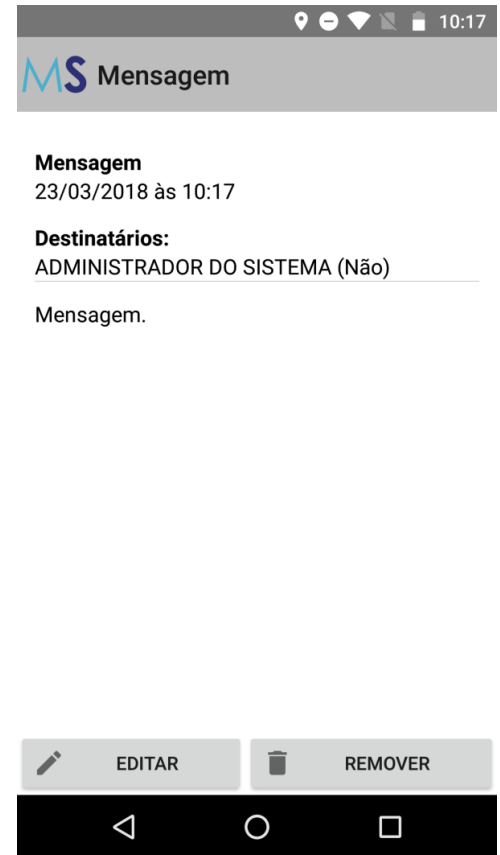 10:17
MS Mensagem
Mensagem
23/03/2018 às 10:17
Destinatários:
ADMINISTRADOR DO SISTEMA (Não)
Mensagem.
EDITAR
REMOVER